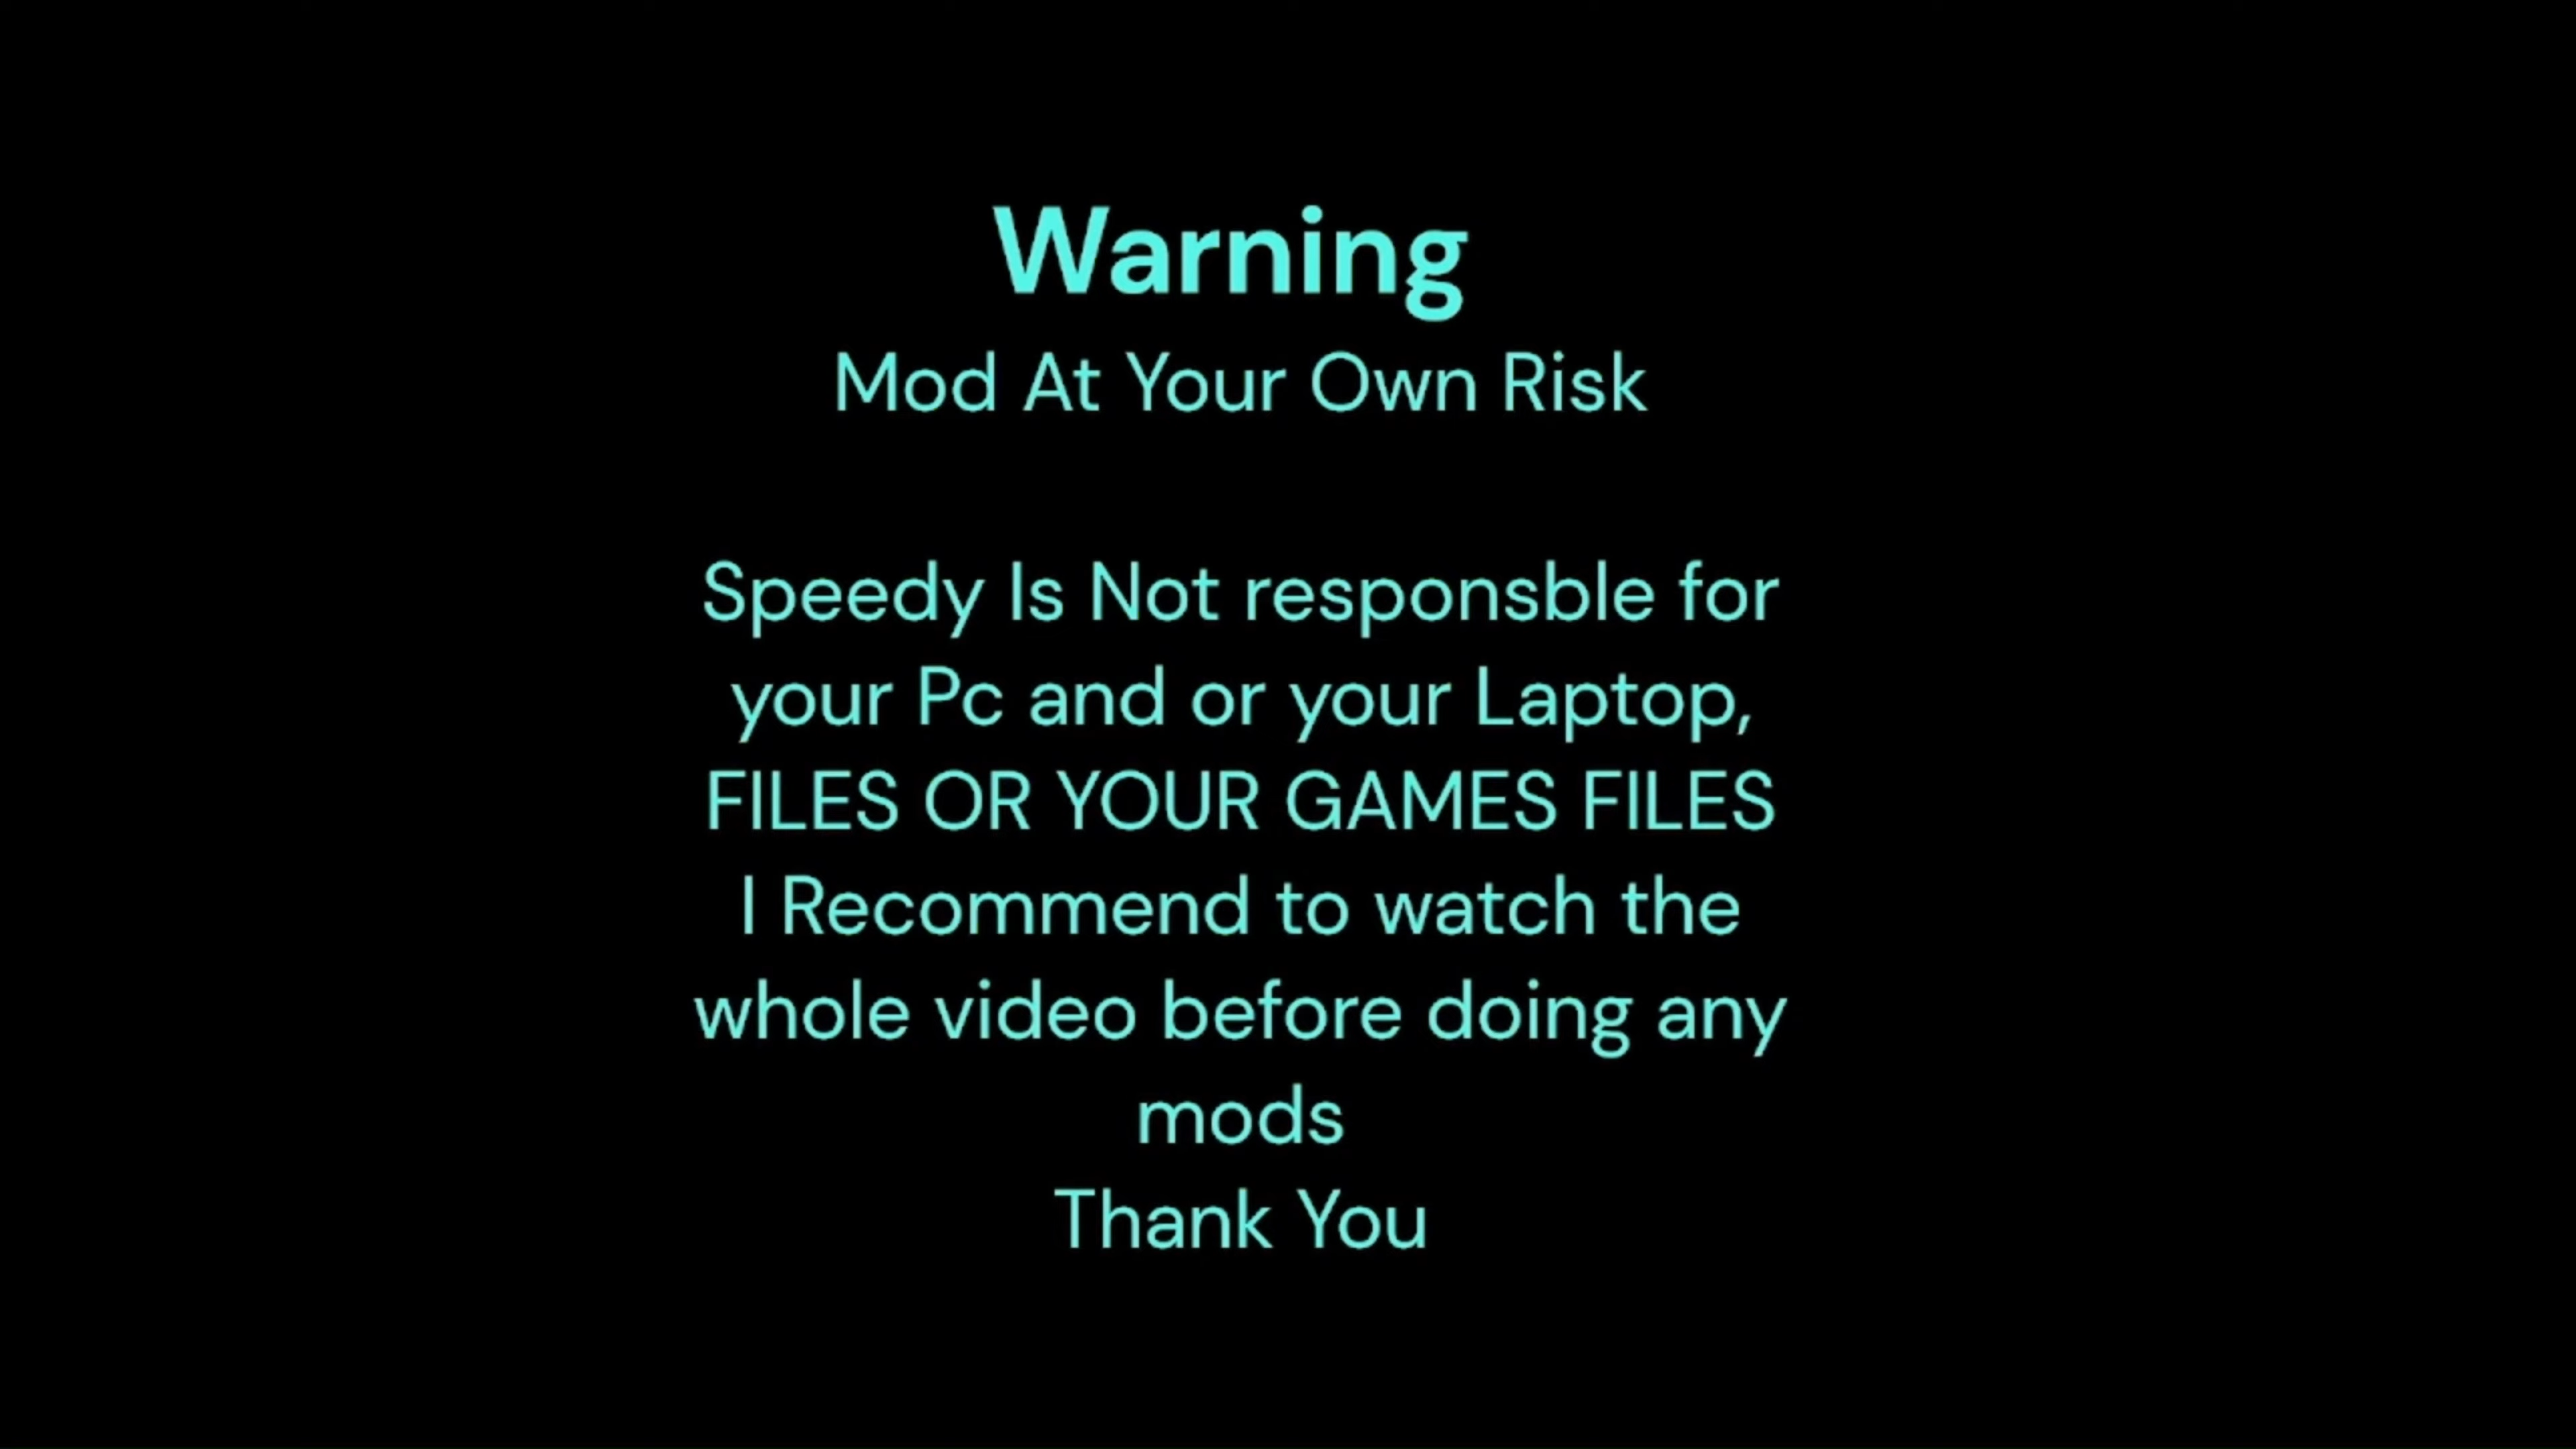 Warning
Mod At Your Own Risk
Speedy Is Not responsble for
your Pc and or your Laptop,
FILES OR YOUR GAMES FILES
I Recommend to watch the
whole video before doing any
mods
Thank You